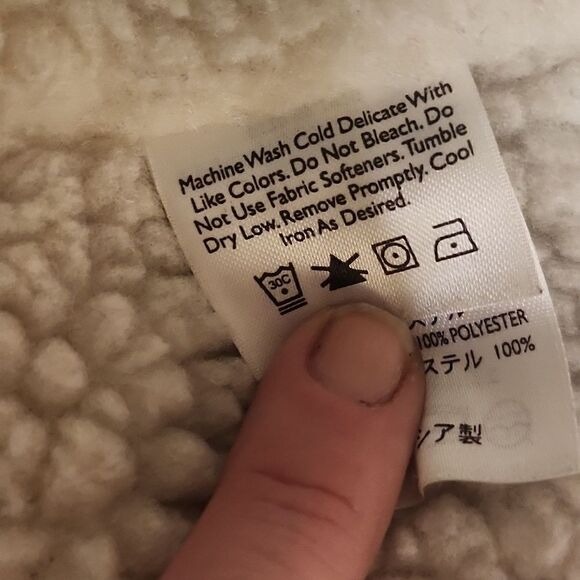 Machine Wash Cold Delicate With
Like Colors. Do Not Bleach. Do
Not Use Fabric Softeners. Tumble
Dry Low. Remove Promptly. Cool
Iron As Desired.
30C
100% POLYESTER
ステル 100%
シア製